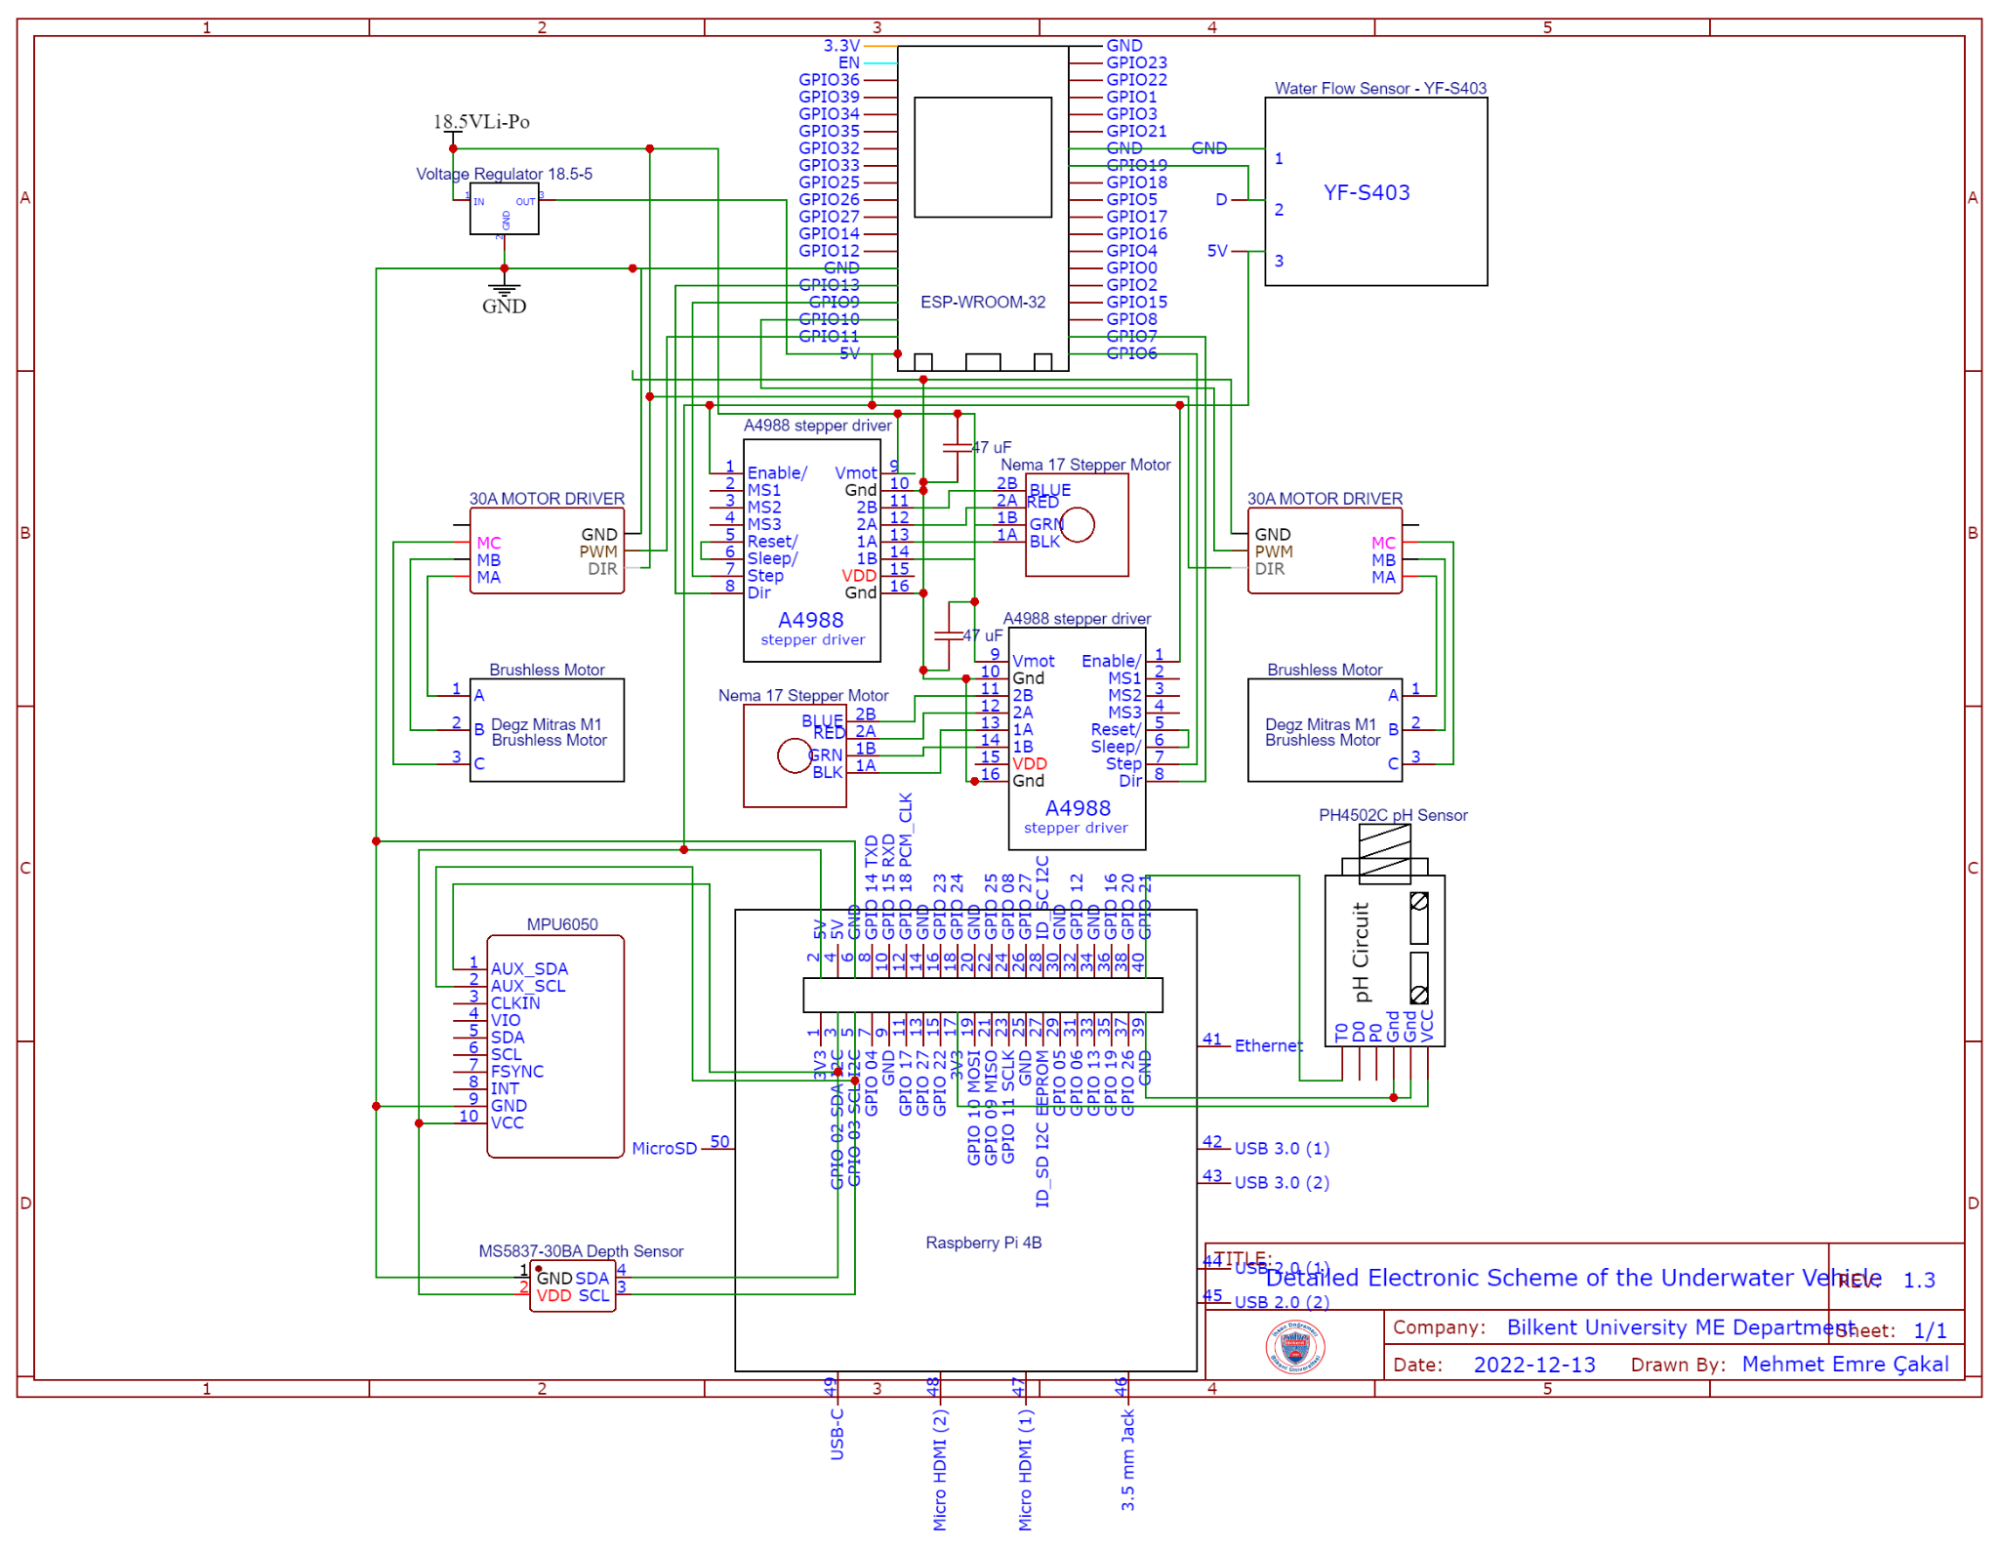 1 2 3 4 5
A
B
C
D
A
B
C
D
3.3V
EN
GPIO36
GPIO39
GPIO34
GPIO35
GPIO32
GPIO33
GPIO25
GPIO26
GPIO27
GPIO14
GPIO12
GND
GPIO13
GPIO9
GPIO10
GPIO11
5V
GND
GPIO23
GPIO22
GPIO1
GPIO3
GPIO21
GND
GPIO19
GPIO18
GPIO5
GPIO17
GPIO16
GPIO4
GPIO0
GPIO2
GPIO15
GPIO8
GPIO7
GPIO6
ESP-WROOM-32
Water Flow Sensor - YF-S403
GND 1
D 2
5V 3
YF-S403
18.5VLi-Po
Voltage Regulator 18.5-5
1 IN OUT 3
GND
2
GND
A4988 stepper driver
1 Enable/ Vmot 9
2 MS1 Gnd 10
3 MS2 2B 11
4 MS3 2A 12
5 Reset/ 1A 13
6 Sleep/ 1B 14
7 Step VDD 15
8 Dir Gnd 16
A4988
stepper driver
47 uF
Nema 17 Stepper Motor
2B BLUE
2A RED
1B GRN
1A BLK
30A MOTOR DRIVER
GND
MC PWM
MB DIR
MA
30A MOTOR DRIVER
GND
PWM MC
DIR MB
MA
47 uF
A4988 stepper driver
9 Vmot Enable/ 1
10 Gnd MS1 2
11 2B MS2 3
12 2A MS3 4
13 1A Reset/ 5
14 1B Sleep/ 6
15 VDD Step 7
16 Gnd Dir 8
A4988
stepper driver
Brushless Motor
1 A
2 B
3 C
Degz Mitras M1
Brushless Motor
Nema 17 Stepper Motor
BLUE 2B
RED 2A
GRN 1B
BLK 1A
Brushless Motor
A 1
B 2
C 3
Degz Mitras M1
Brushless Motor
PH4502C pH Sensor
pH Circuit
T0
D0
P0
Gnd
Gnd
VCC
MPU6050
1 AUX_SDA
2 AUX_SCL
3 CLKIN
4 VIO
5 SDA
6 SCL
7 FSYNC
8 INT
9 GND
10 VCC
2 5V
4 5V
6 GND
8 GPIO 14 TXD
10 GPIO 15 RXD
12 GPIO 18 PCM_CLK
14 GND
16 GPIO 23
18 GPIO 24
20 GND
22 GPIO 25
24 GPIO 08
26 GPIO 27
28 ID_SC I2C
30 GND
32 GPIO 12
34 GND
36 GPIO 16
38 GPIO 20
40 GPIO 21
1 3V3
3 GPIO 02 SDA I2C
5 GPIO 03 SCL I2C
7 GPIO 04
9 GND
11 GPIO 17
13 GPIO 27
15 GPIO 22
17 3V3
19 GPIO 10 MOSI
21 GPIO 09 MISO
23 GPIO 11 SCLK
25 GND
27 ID_SD I2C EEPROM
29 GPIO 05
31 GPIO 06
33 GPIO 13
35 GPIO 19
37 GPIO 26
39 GND
41 Ethernet
MicroSD 50
42 USB 3.0 (1)
43 USB 3.0 (2)
44 USB 2.0 (1)
45 USB 2.0 (2)
Raspberry Pi 4B
MS5837-30BA Depth Sensor
1 GND SDA 4
2 VDD SCL 3
49 USB-C
48 Micro HDMI (2)
47 Micro HDMI (1)
46 3.5 mm Jack
TITLE:
Detailed Electronic Scheme of the Underwater Vehicle
REV: 1.3
Company: Bilkent University ME Department
Sheet: 1/1
Date: 2022-12-13 Drawn By: Mehmet Emre Çakal
1 2 3 4 5